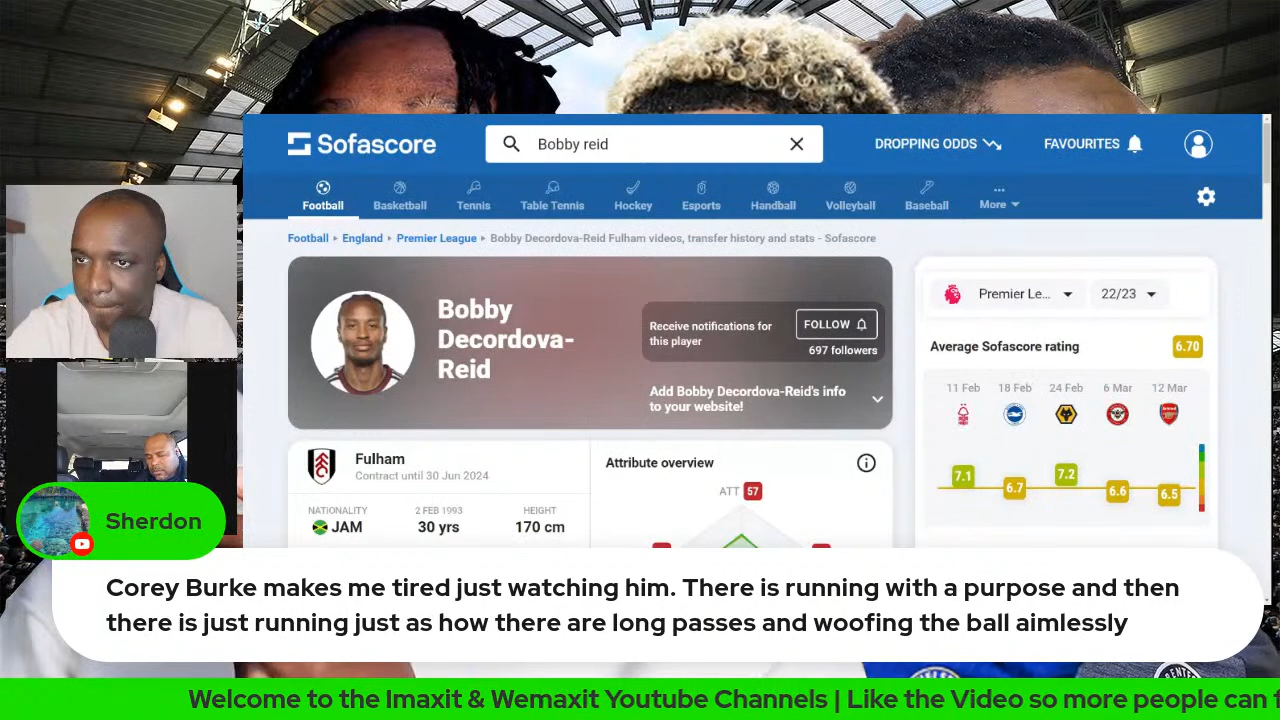 Sofascore
Bobby reid
DROPPING ODDS
FAVOURITES
Football
Basketball
Tennis
Table Tennis
Hockey
Esports
Handball
Volleyball
Baseball
More
Football
England
Premier League
Bobby Decordova-Reid Fulham videos, transfer history and stats - Sofascore
Bobby
Decordova-
Reid
Receive notifications for
this player
FOLLOW
697 followers
Add Bobby Decordova-Reid's info
to your website!
Premier Le...
22/23
Average Sofascore rating
6.70
11 Feb
18 Feb
24 Feb
6 Mar
12 Mar
7.1
6.7
7.2
6.6
6.5
Fulham
Contract until 30 Jun 2024
NATIONALITY
2 FEB 1993
HEIGHT
JAM
30 yrs
170 cm
Attribute overview
ATT 57
Sherdon
Corey Burke makes me tired just watching him. There is running with a purpose and then
there is just running just as how there are long passes and woofing the ball aimlessly
Welcome to the Imaxit & Wemaxit Youtube Channels | Like the Video so more people can